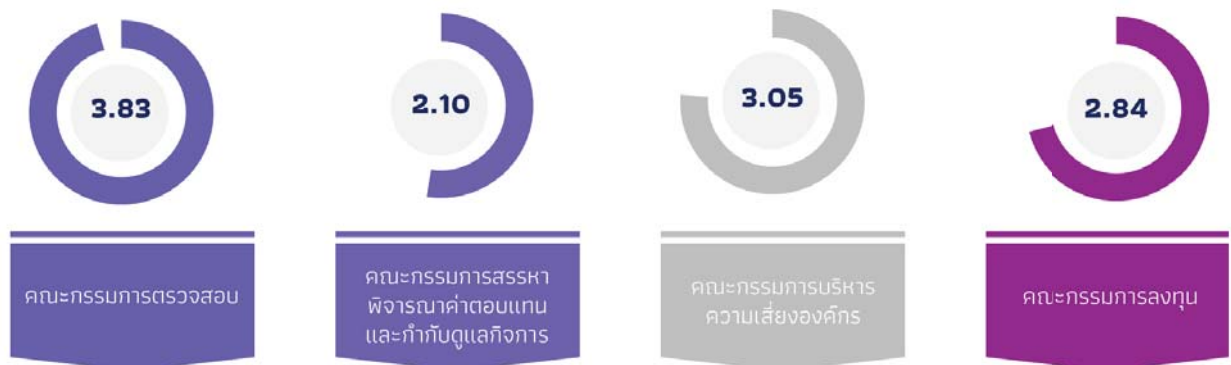 3.83
2.10
3.05
2.84
คณะกรรมการตรวจสอบ
คณะกรรมการสรรหา
พิจารณาค่าตอบแทน
และกำกับดูแลกิจการ
คณะกรรมการบริหาร
ความเสี่ยงองค์กร
คณะกรรมการลงทุน